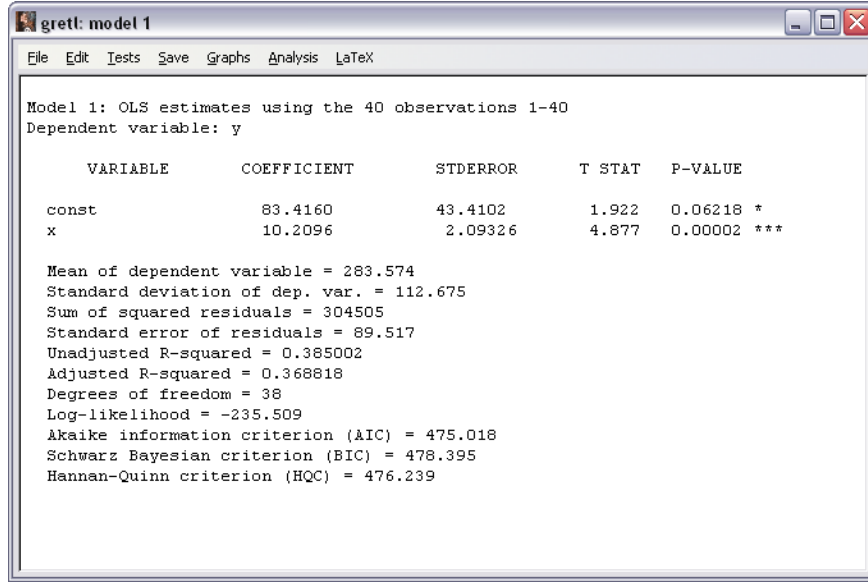 gretl: model 1
File Edit Tests Save Graphs Analysis LaTeX
Model 1: OLS estimates using the 40 observations 1-40
Dependent variable: y
VARIABLE COEFFICIENT STDERROR T STAT P-VALUE
const 83.4160 43.4102 1.922 0.06218 *
x 10.2096 2.09326 4.877 0.00002 ***
Mean of dependent variable = 283.574
Standard deviation of dep. var. = 112.675
Sum of squared residuals = 304505
Standard error of residuals = 89.517
Unadjusted R-squared = 0.385002
Adjusted R-squared = 0.368818
Degrees of freedom = 38
Log-likelihood = -235.509
Akaike information criterion (AIC) = 475.018
Schwarz Bayesian criterion (BIC) = 478.395
Hannan-Quinn criterion (HQC) = 476.239